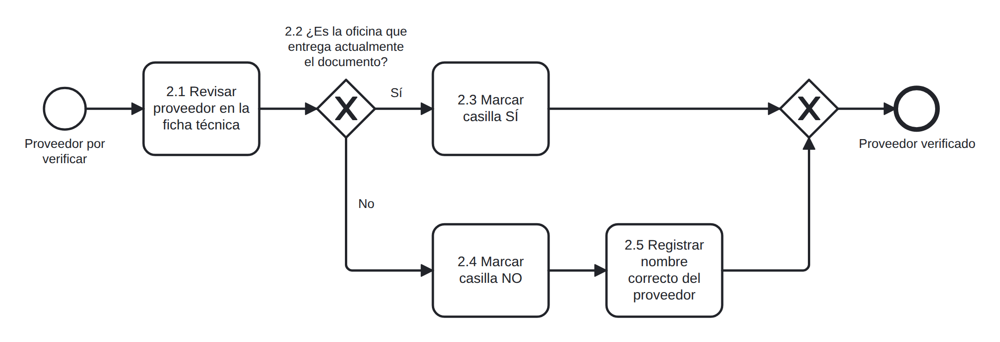 Proveedor por
verificar
2.1 Revisar
proveedor en la
ficha técnica
2.2 ¿Es la oficina que
entrega actualmente
el documento?
Sí
2.3 Marcar
casilla SÍ
No
2.4 Marcar
casilla NO
2.5 Registrar
nombre
correcto del
proveedor
Proveedor verificado